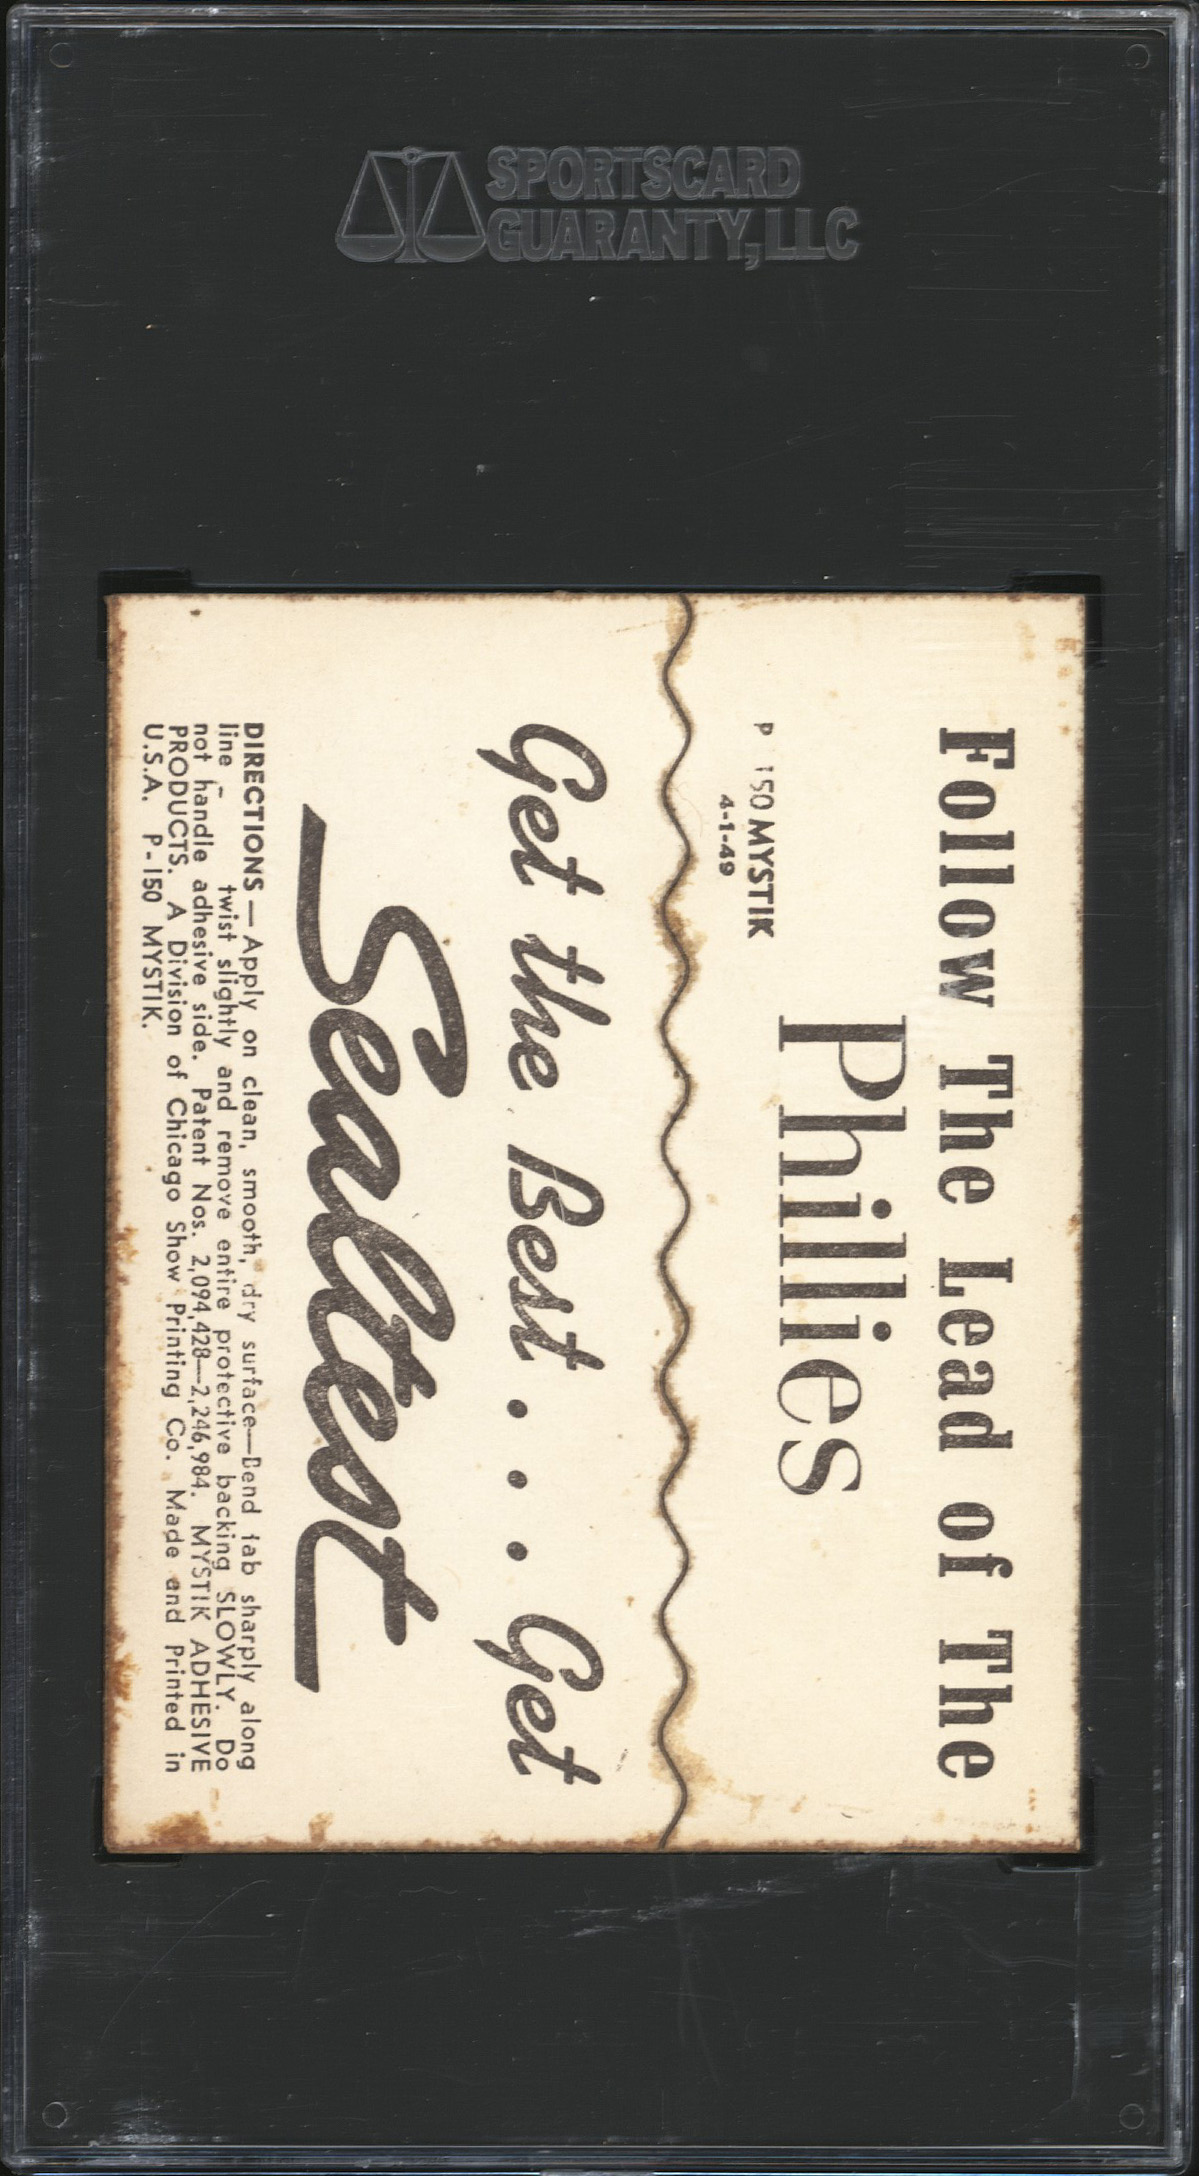 SPORTSCARD
GUARANTY, LLC
Follow The Lead of The
Phillies
P 150 MYSTIK
4-1-49
Get the Best . . . Get
Sealtest
DIRECTIONS — Apply on clean, smooth, dry surface—Bend tab sharply along
line ~ twist slightly and remove entire protective backing SLOWLY. Do
not handle adhesive side. Patent Nos. 2,094,428—2,246,984. MYSTIK ADHESIVE
PRODUCTS. A Division of Chicago Show Printing Co. Made and Printed in
U.S.A. P-150 MYSTIK.